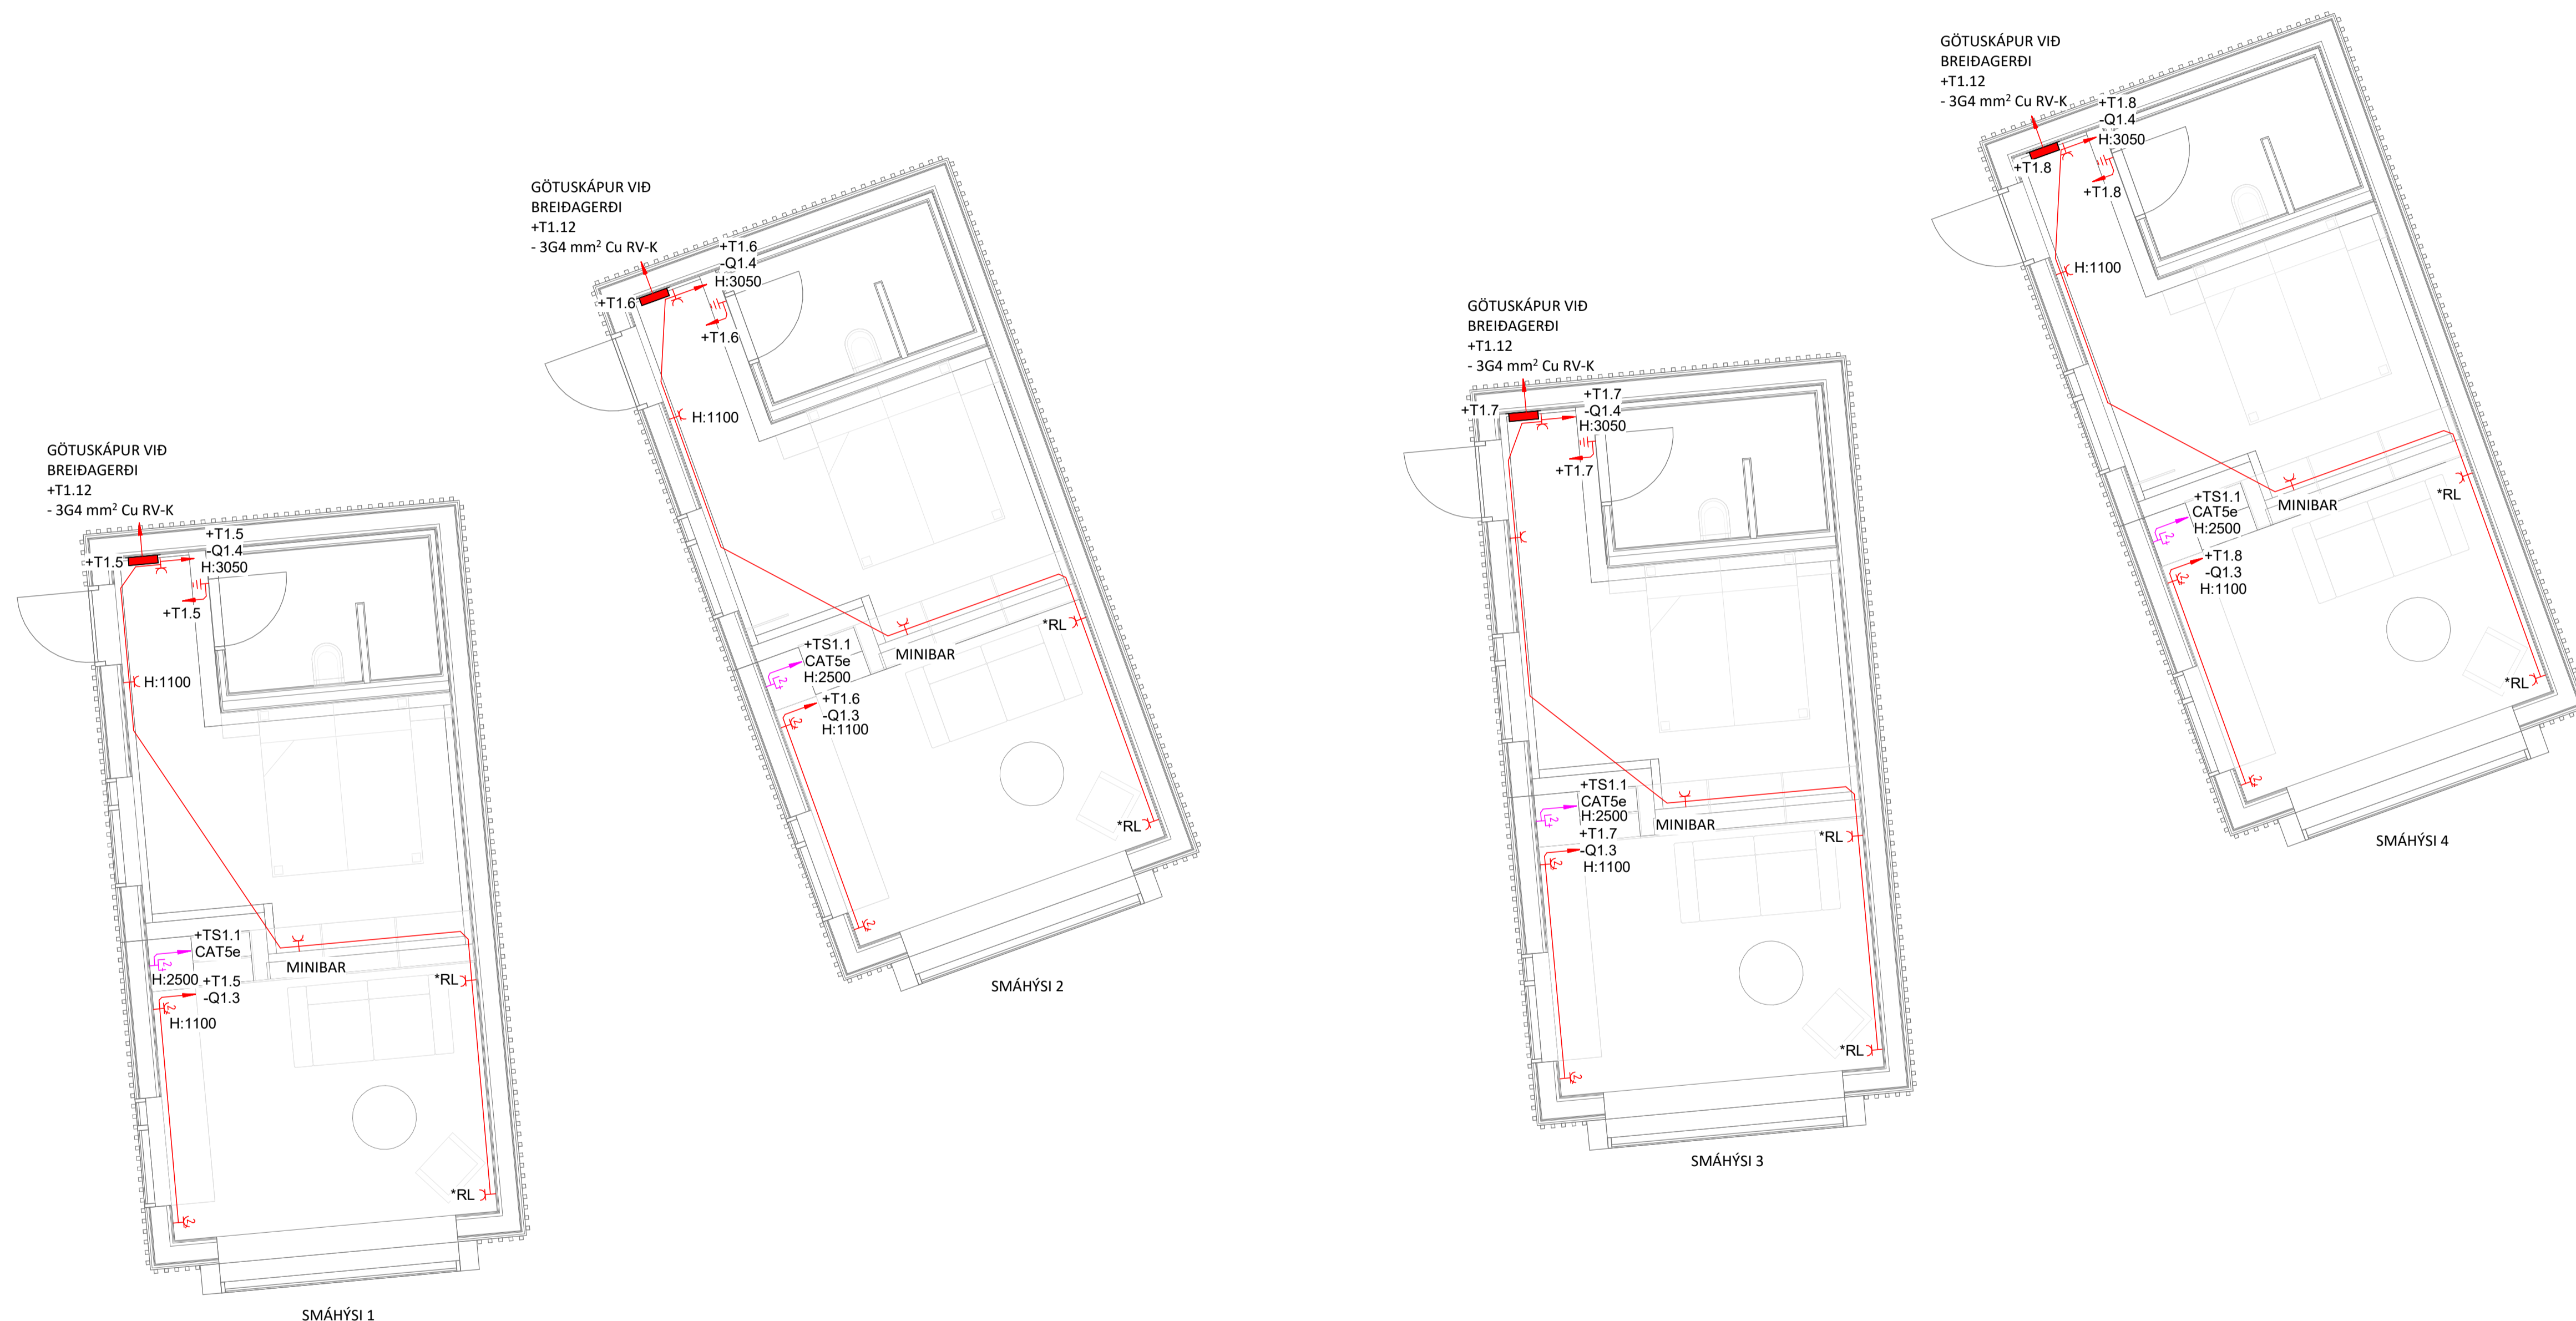 GÖTUSKÁPUR VIÐ
BREIÐAGERÐI
+T1.12
- 3G4 mm² Cu RV-K
+T1.5
-Q1.4
H:3050
+T1.5
+T1.5
H:1100
+TS1.1
CAT5e
H:2500
+T1.5
-Q1.3
H:1100
MINIBAR
*RL
*RL
SMÁHÝSI 1
GÖTUSKÁPUR VIÐ
BREIÐAGERÐI
+T1.12
- 3G4 mm² Cu RV-K
+T1.6
-Q1.4
H:3050
+T1.6
+T1.6
H:1100
+TS1.1
CAT5e
H:2500
+T1.6
-Q1.3
H:1100
MINIBAR
*RL
*RL
SMÁHÝSI 2
GÖTUSKÁPUR VIÐ
BREIÐAGERÐI
+T1.12
- 3G4 mm² Cu RV-K
+T1.7
-Q1.4
H:3050
+T1.7
+T1.7
+TS1.1
CAT5e
H:2500
+T1.7
-Q1.3
H:1100
MINIBAR
*RL
*RL
SMÁHÝSI 3
GÖTUSKÁPUR VIÐ
BREIÐAGERÐI
+T1.12
- 3G4 mm² Cu RV-K
+T1.8
-Q1.4
H:3050
+T1.8
+T1.8
H:1100
+TS1.1
CAT5e
H:2500
+T1.8
-Q1.3
H:1100
MINIBAR
*RL
*RL
SMÁHÝSI 4